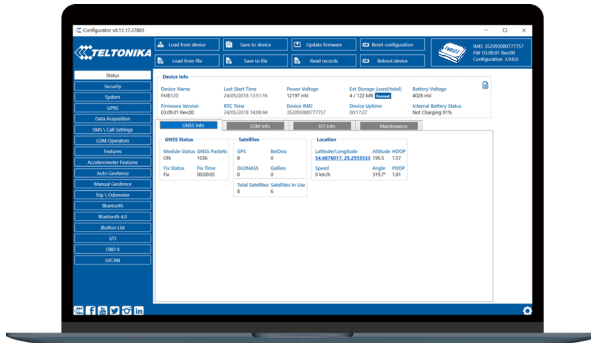 Configurator v0.13.17.27883
TELTONIKA
Load from device
Save to device
Update firmware
Reset configuration
Load from file
Save to file
Read records
Reboot device
IMEI 352093080777757
FW 03.09.01 Rev:00
Configuration 3.9.0.0
Status
Security
System
GPRS
Data Acquisition
SMS \ Call Settings
GSM Operators
Features
Accelerometer Features
Auto Geofence
Manual Geofence
Trip \ Odometer
Bluetooth
Bluetooth 4.0
iButton List
I/O
OBD II
LVCAN
Device Info
Device Name
FMB120
Last Start Time
24/05/2018 13:51:16
Power Voltage
12197 mV.
Ext Storage (used/total)
4 / 122 MB Format
Battery Voltage
4028 mV.
Firmware Version
03.09.01 Rev:00
RTC Time
24/05/2018 14:08:44
Device IMEI
352093080777757
Device Uptime
00:17:27
Internal Battery Status
Not Charging 91%
GNSS Info
GSM Info
I/O Info
Maintenance
GNSS Status
Module Status GNSS Packets
ON 1036
Fix Status Fix Time
Fix 00:00:05
Satellites
GPS BeiDou
8 0
GLONASS Galileo
0 0
Total Satellites Satellites In Use
8 6
Location
Latitude/Longitude Altitude HDOP
195.5 1.57
Speed Angle PDOP
0 km/h 319.7° 1.81